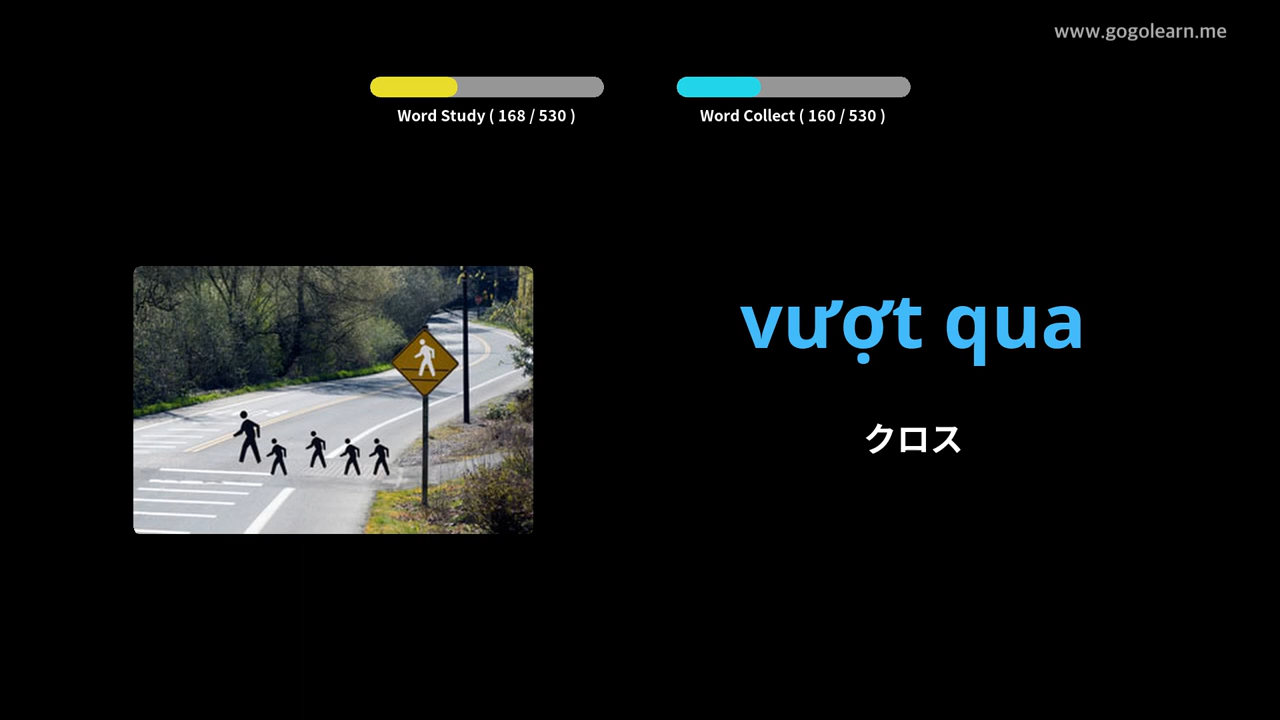 www.gogolearn.me
Word Study ( 168 / 530 )
Word Collect ( 160 / 530 )
vượt qua
クロス